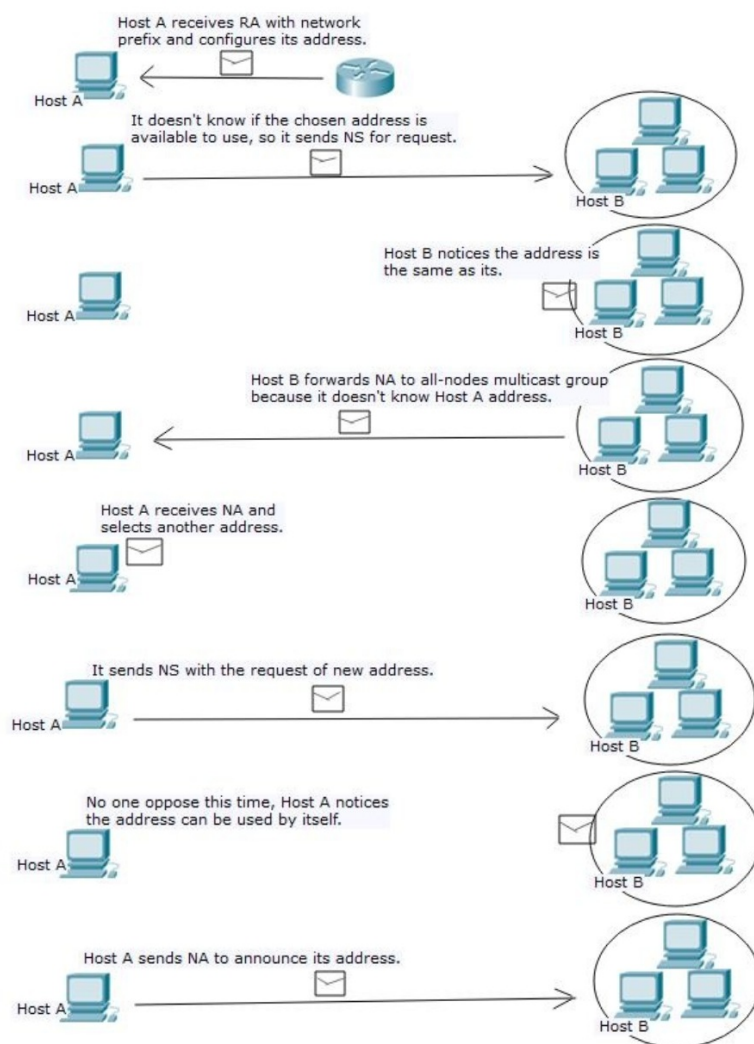 Host A receives RA with network
prefix and configures its address.
Host A
It doesn't know if the chosen address is
available to use, so it sends NS for request.
Host A
Host B
Host B notices the address is
the same as its.
Host A
Host B
Host B forwards NA to all-nodes multicast group
because it doesn't know Host A address.
Host A
Host B
Host A receives NA and
selects another address.
Host A
Host B
It sends NS with the request of new address.
Host A
Host B
No one oppose this time, Host A notices
the address can be used by itself.
Host A
Host B
Host A sends NA to announce its address.
Host A
Host B